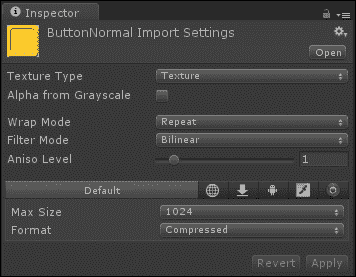 Inspector
ButtonNormal Import Settings
Open
Texture Type Texture
Alpha from Grayscale
Wrap Mode Repeat
Filter Mode Bilinear
Aniso Level 1
Default
Max Size 1024
Format Compressed
Revert Apply